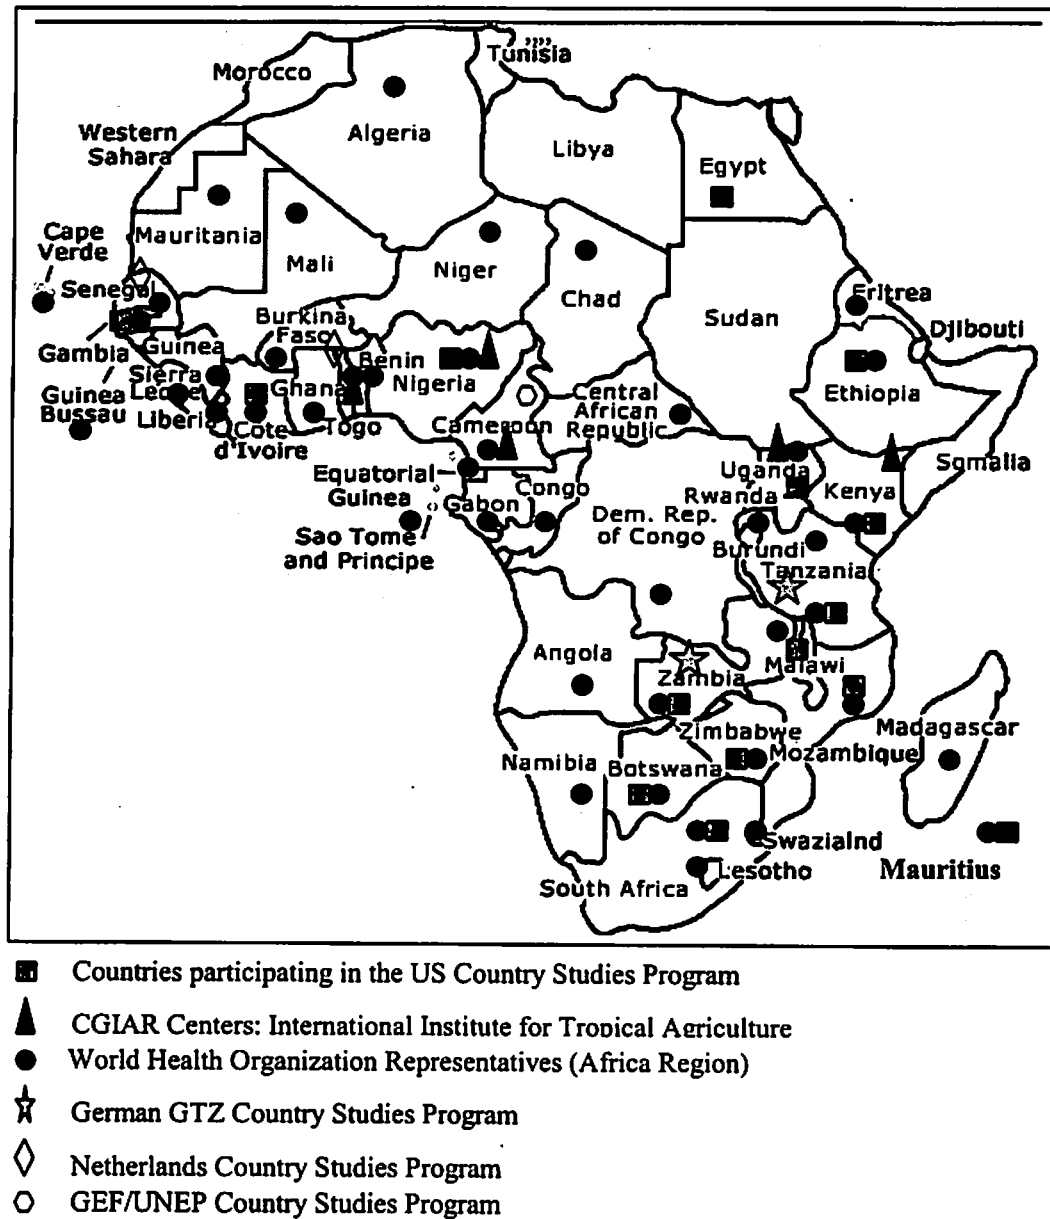 Tunisia
Morocco
Algeria
Western
Sahara
Libya
Egypt
Cape
Verde
Mauritania
Mali
Niger
Chad
Sudan
Eritrea
Djibouti
Senegal
Gambia
Guinea
Burkina
Faso
Benin
Nigeria
Ethiopia
Guinea
Bussau
Sierra
Leone
Liberia
Ghana
Togo
Cote
d'Ivoire
Cameroon
Central
African
Republic
Somalia
Uganda
Kenya
Equatorial
Guinea
Gabon
Congo
Rwanda
Dem. Rep.
of Congo
Sao Tome
and Principe
Burundi
Tanzania
Angola
Zambia
Malawi
Zimbabwe
Mozambique
Madagascar
Namibia
Botswana
Swazialnd
Lesotho
South Africa
Mauritius
Countries participating in the US Country Studies Program
CGIAR Centers: International Institute for Tropical Agriculture
World Health Organization Representatives (Africa Region)
German GTZ Country Studies Program
Netherlands Country Studies Program
GEF/UNEP Country Studies Program